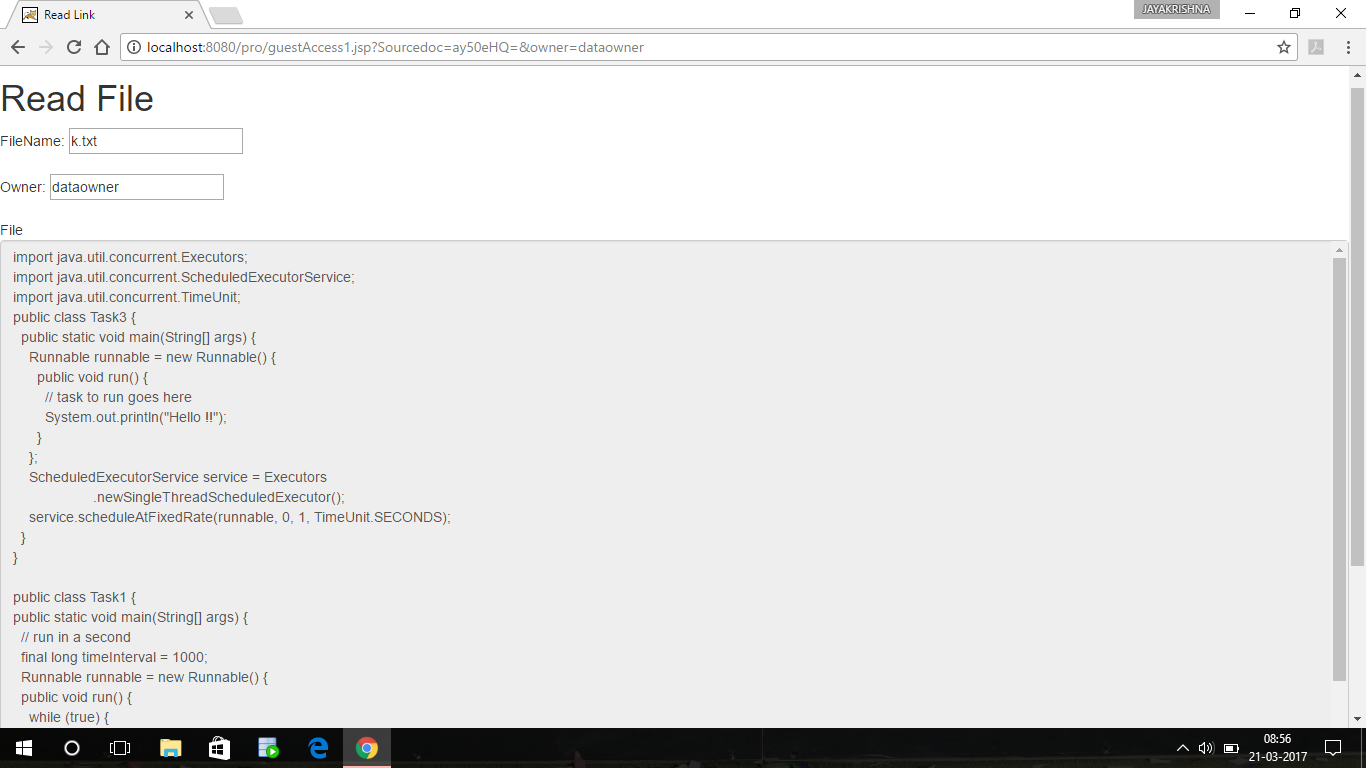 Read Link
JAYAKRISHNA
localhost:8080/pro/guestAccess1.jsp?Sourcedoc=ay50eHQ=&owner=dataowner
Read File
FileName: k.txt
Owner: dataowner
File
import java.util.concurrent.Executors;
import java.util.concurrent.ScheduledExecutorService;
import java.util.concurrent.TimeUnit;
public class Task3 {
public static void main(String[] args) {
Runnable runnable = new Runnable() {
public void run() {
// task to run goes here
System.out.println("Hello !!");
}
};
ScheduledExecutorService service = Executors
.newSingleThreadScheduledExecutor();
service.scheduleAtFixedRate(runnable, 0, 1, TimeUnit.SECONDS);
}
}
public class Task1 {
public static void main(String[] args) {
// run in a second
final long timeInterval = 1000;
Runnable runnable = new Runnable() {
public void run() {
while (true) {
08:56
21-03-2017